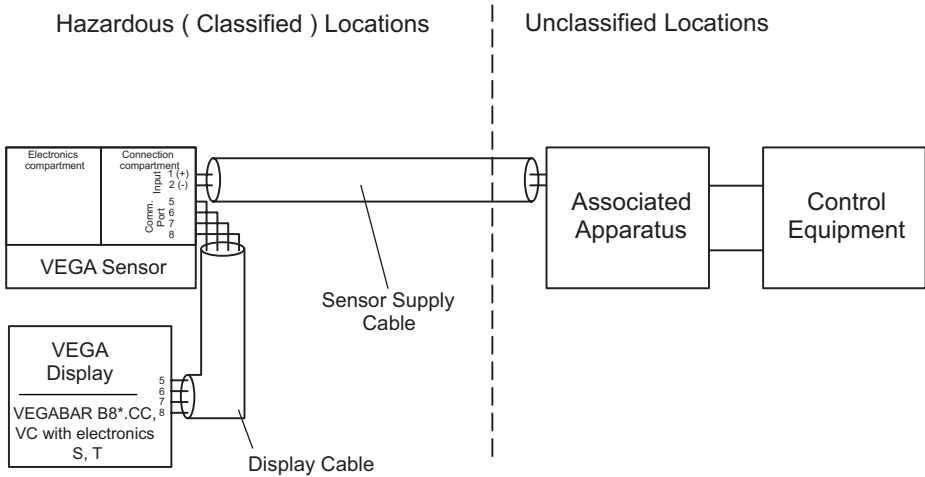 Hazardous ( Classified ) Locations
Unclassified Locations
Electronics
compartment
Connection
compartment
Input
1 (+)
2 (-)
Comm.
Port
5
6
7
8
VEGA Sensor
Sensor Supply
Cable
Associated
Apparatus
Control
Equipment
VEGA
Display
5
6
7
8
VEGABAR B8*.CC,
VC with electronics
S, T
Display Cable